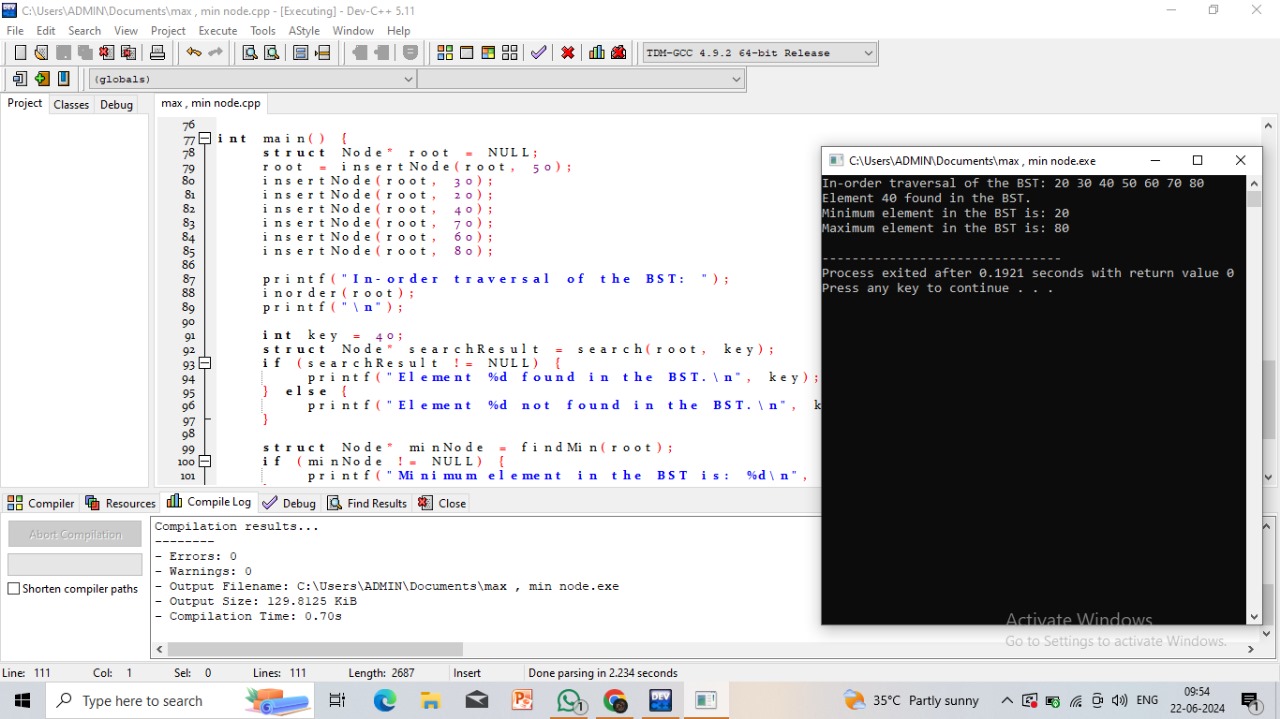 C:\Users\ADMIN\Documents\max , min node.cpp - [Executing] - Dev-C++ 5.11
File Edit Search View Project Execute Tools AStyle Window Help
TDM-GCC 4.9.2 64-bit Release
(globals)
Project Classes Debug
max , min node.cpp
76
77 int main() {
78 struct Node* root = NULL;
79 root = insertNode(root, 50);
80 insertNode(root, 30);
81 insertNode(root, 20);
82 insertNode(root, 40);
83 insertNode(root, 70);
84 insertNode(root, 60);
85 insertNode(root, 80);
86
87 printf("In-order traversal of the BST: ");
88 inorder(root);
89 printf("\n");
90
91 int key = 40;
92 struct Node* searchResult = search(root, key);
93 if (searchResult != NULL) {
94 printf("Element %d found in the BST.\n", key);
95 } else {
96 printf("Element %d not found in the BST.\n", k
97 }
98
99 struct Node* minNode = findMin(root);
100 if (minNode != NULL) {
101 printf("Minimum element in the BST is: %d\n",
C:\Users\ADMIN\Documents\max , min node.exe
In-order traversal of the BST: 20 30 40 50 60 70 80
Element 40 found in the BST.
Minimum element in the BST is: 20
Maximum element in the BST is: 80
--------------------------------
Process exited after 0.1921 seconds with return value 0
Press any key to continue . . .
Compiler Resources Compile Log Debug Find Results Close
Abort Compilation
Shorten compiler paths
Compilation results...
--------
- Errors: 0
- Warnings: 0
- Output Filename: C:\Users\ADMIN\Documents\max , min node.exe
- Output Size: 129.8125 KiB
- Compilation Time: 0.70s
Activate Windows
Go to Settings to activate Windows.
Line: 111 Col: 1 Sel: 0 Lines: 111 Length: 2687 Insert Done parsing in 2.234 seconds
Type here to search
1
DEV
35°C Partly sunny
ENG
09:54
22-06-2024
1